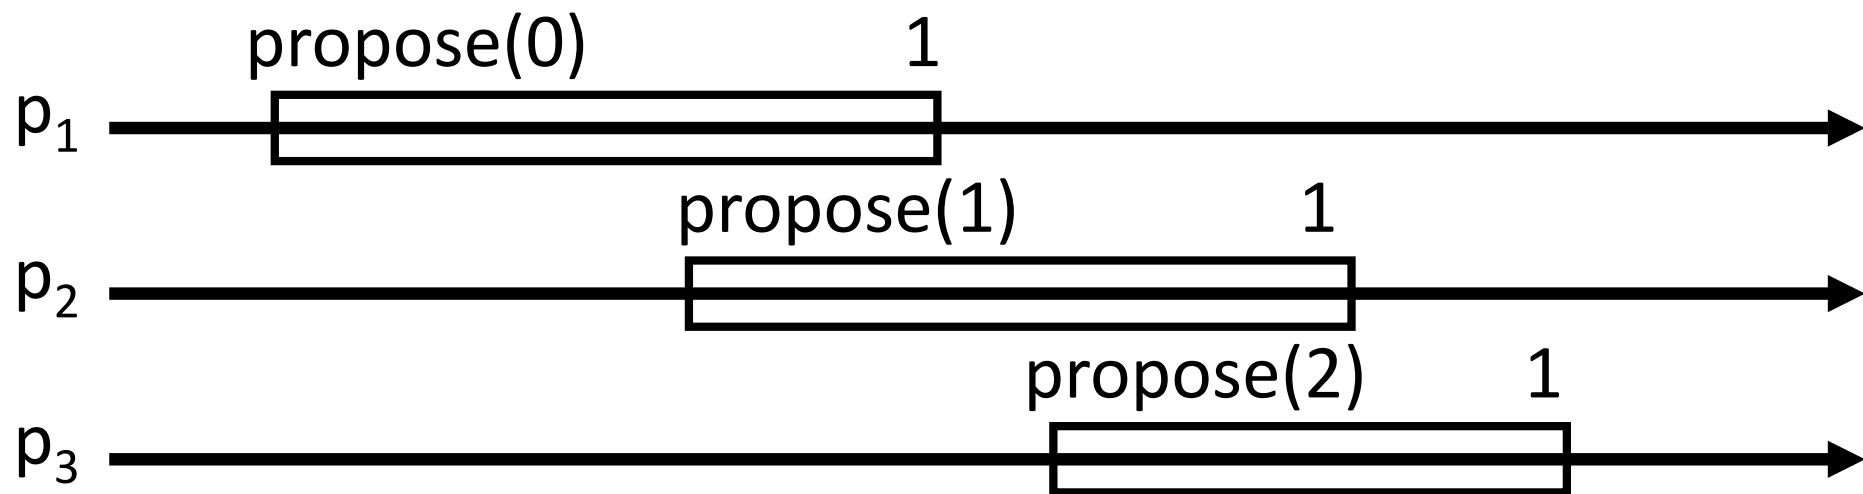 propose(0) 1
p1
propose(1) 1
p2
propose(2) 1
p3